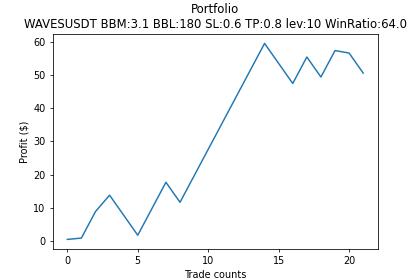 Portfolio
WAVESUSDT BBM:3.1 BBL:180 SL:0.6 TP:0.8 lev:10 WinRatio:64.0
60
50
40
30
20
10
0
Profit ($)
0 5 10 15 20
Trade counts